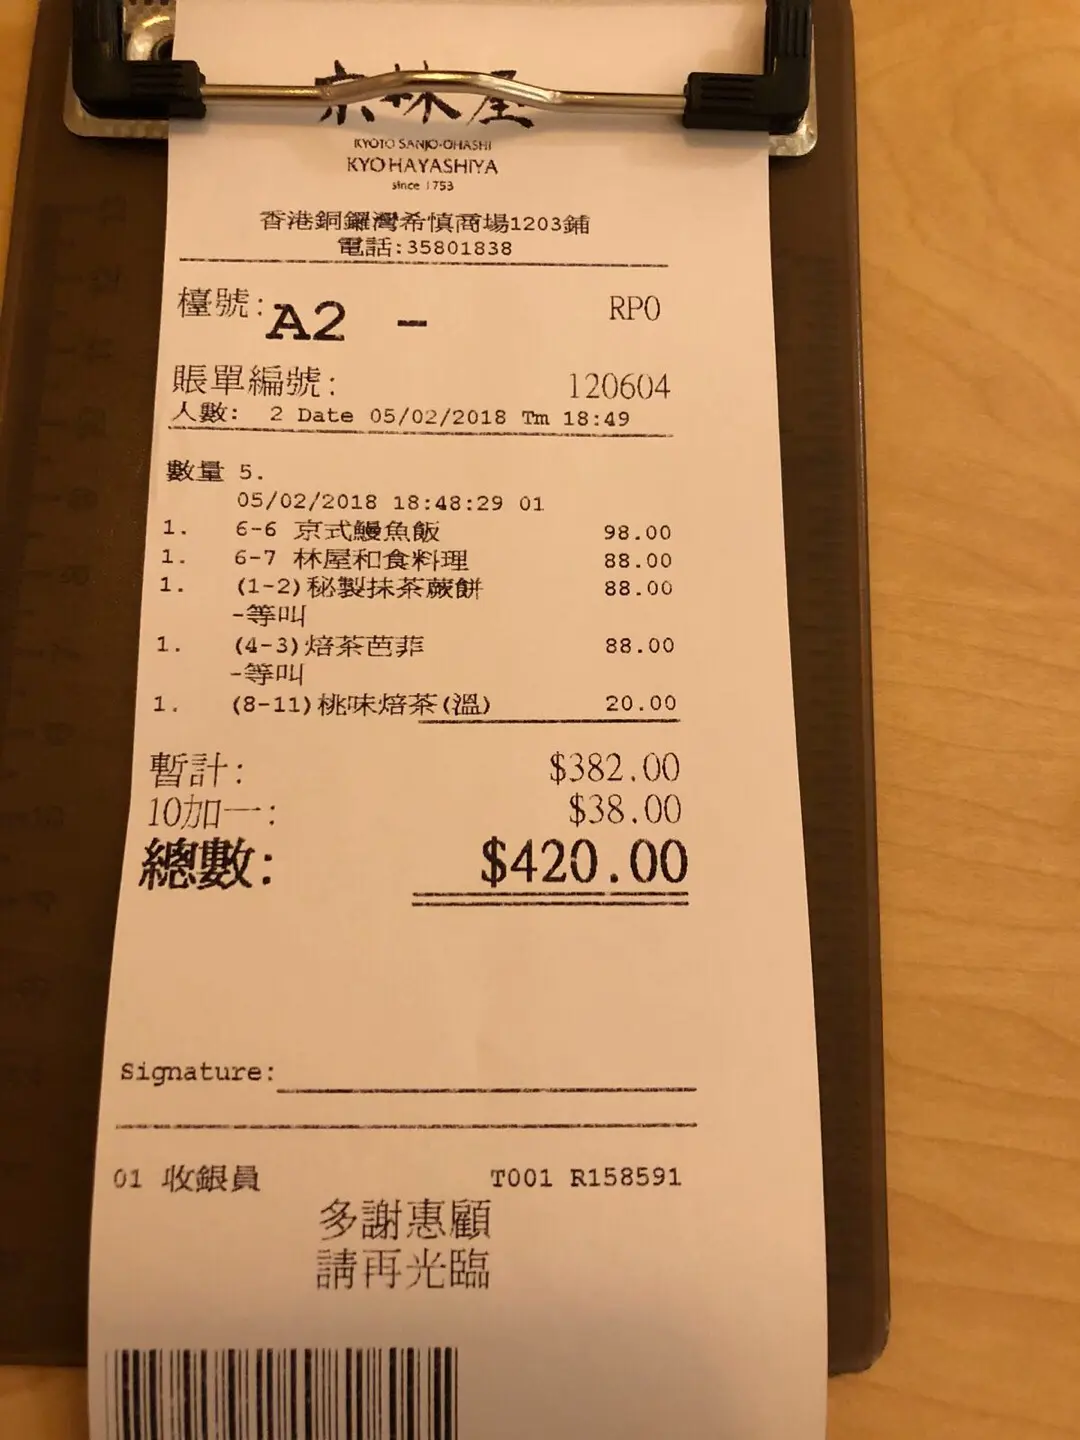 京林屋
KYOTO SANJO-OHASHI
KYO HAYASHIYA
since 1753
香港銅鑼灣希慎商場1203鋪
電話:35801838
檯號: A2 - RP0
賬單編號: 120604
人數: 2 Date 05/02/2018 Tm 18:49
數量 5.
05/02/2018 18:48:29 01
1. 6-6 京式鰻魚飯 98.00
1. 6-7 林屋和食料理 88.00
1. (1-2)秘製抹茶蕨餅 88.00
-等叫
1. (4-3)焙茶芭菲 88.00
-等叫
1. (8-11)桃味焙茶(溫) 20.00
暫計: $382.00
10加一: $38.00
總數: $420.00
Signature:
01 收銀員 T001 R158591
多謝惠顧
請再光臨